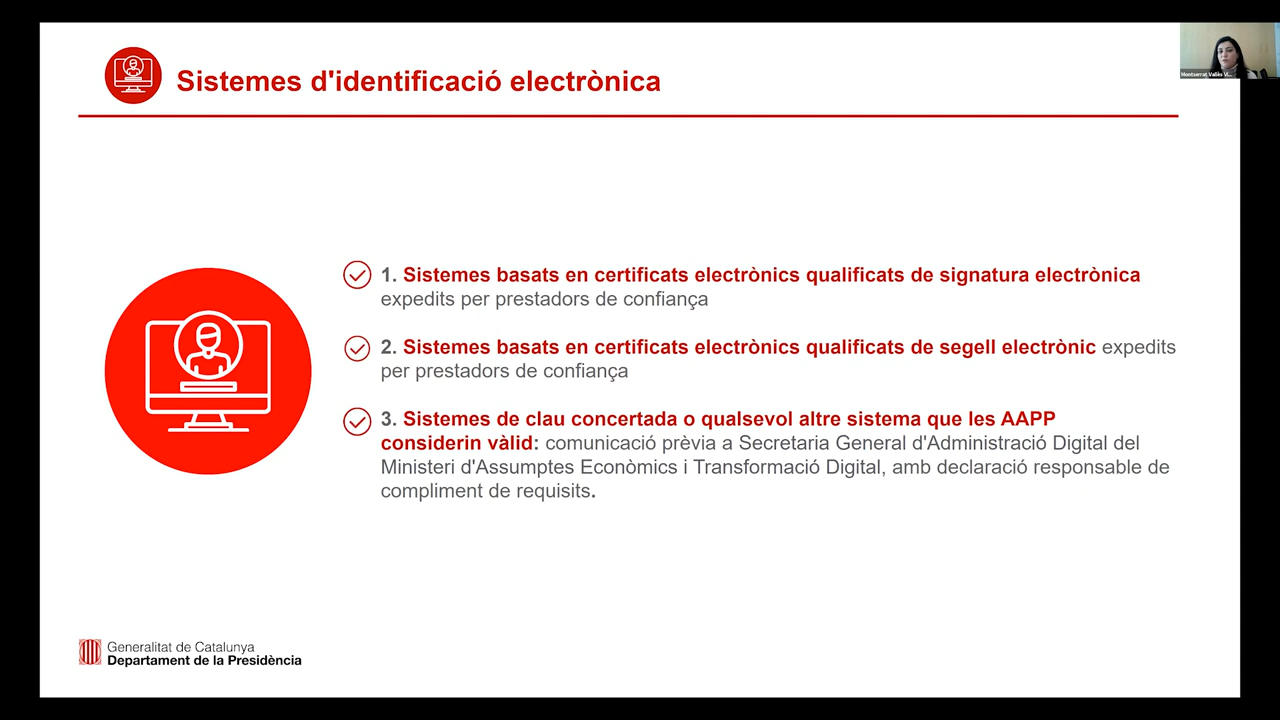 Sistemes d'identificació electrònica
Montserrat Vallès Vi...
1. Sistemes basats en certificats electrònics qualificats de signatura electrònica
expedits per prestadors de confiança
2. Sistemes basats en certificats electrònics qualificats de segell electrònic expedits
per prestadors de confiança
3. Sistemes de clau concertada o qualsevol altre sistema que les AAPP
considerin vàlid: comunicació prèvia a Secretaria General d'Administració Digital del
Ministeri d'Assumptes Econòmics i Transformació Digital, amb declaració responsable de
compliment de requisits.
Generalitat de Catalunya
Departament de la Presidència